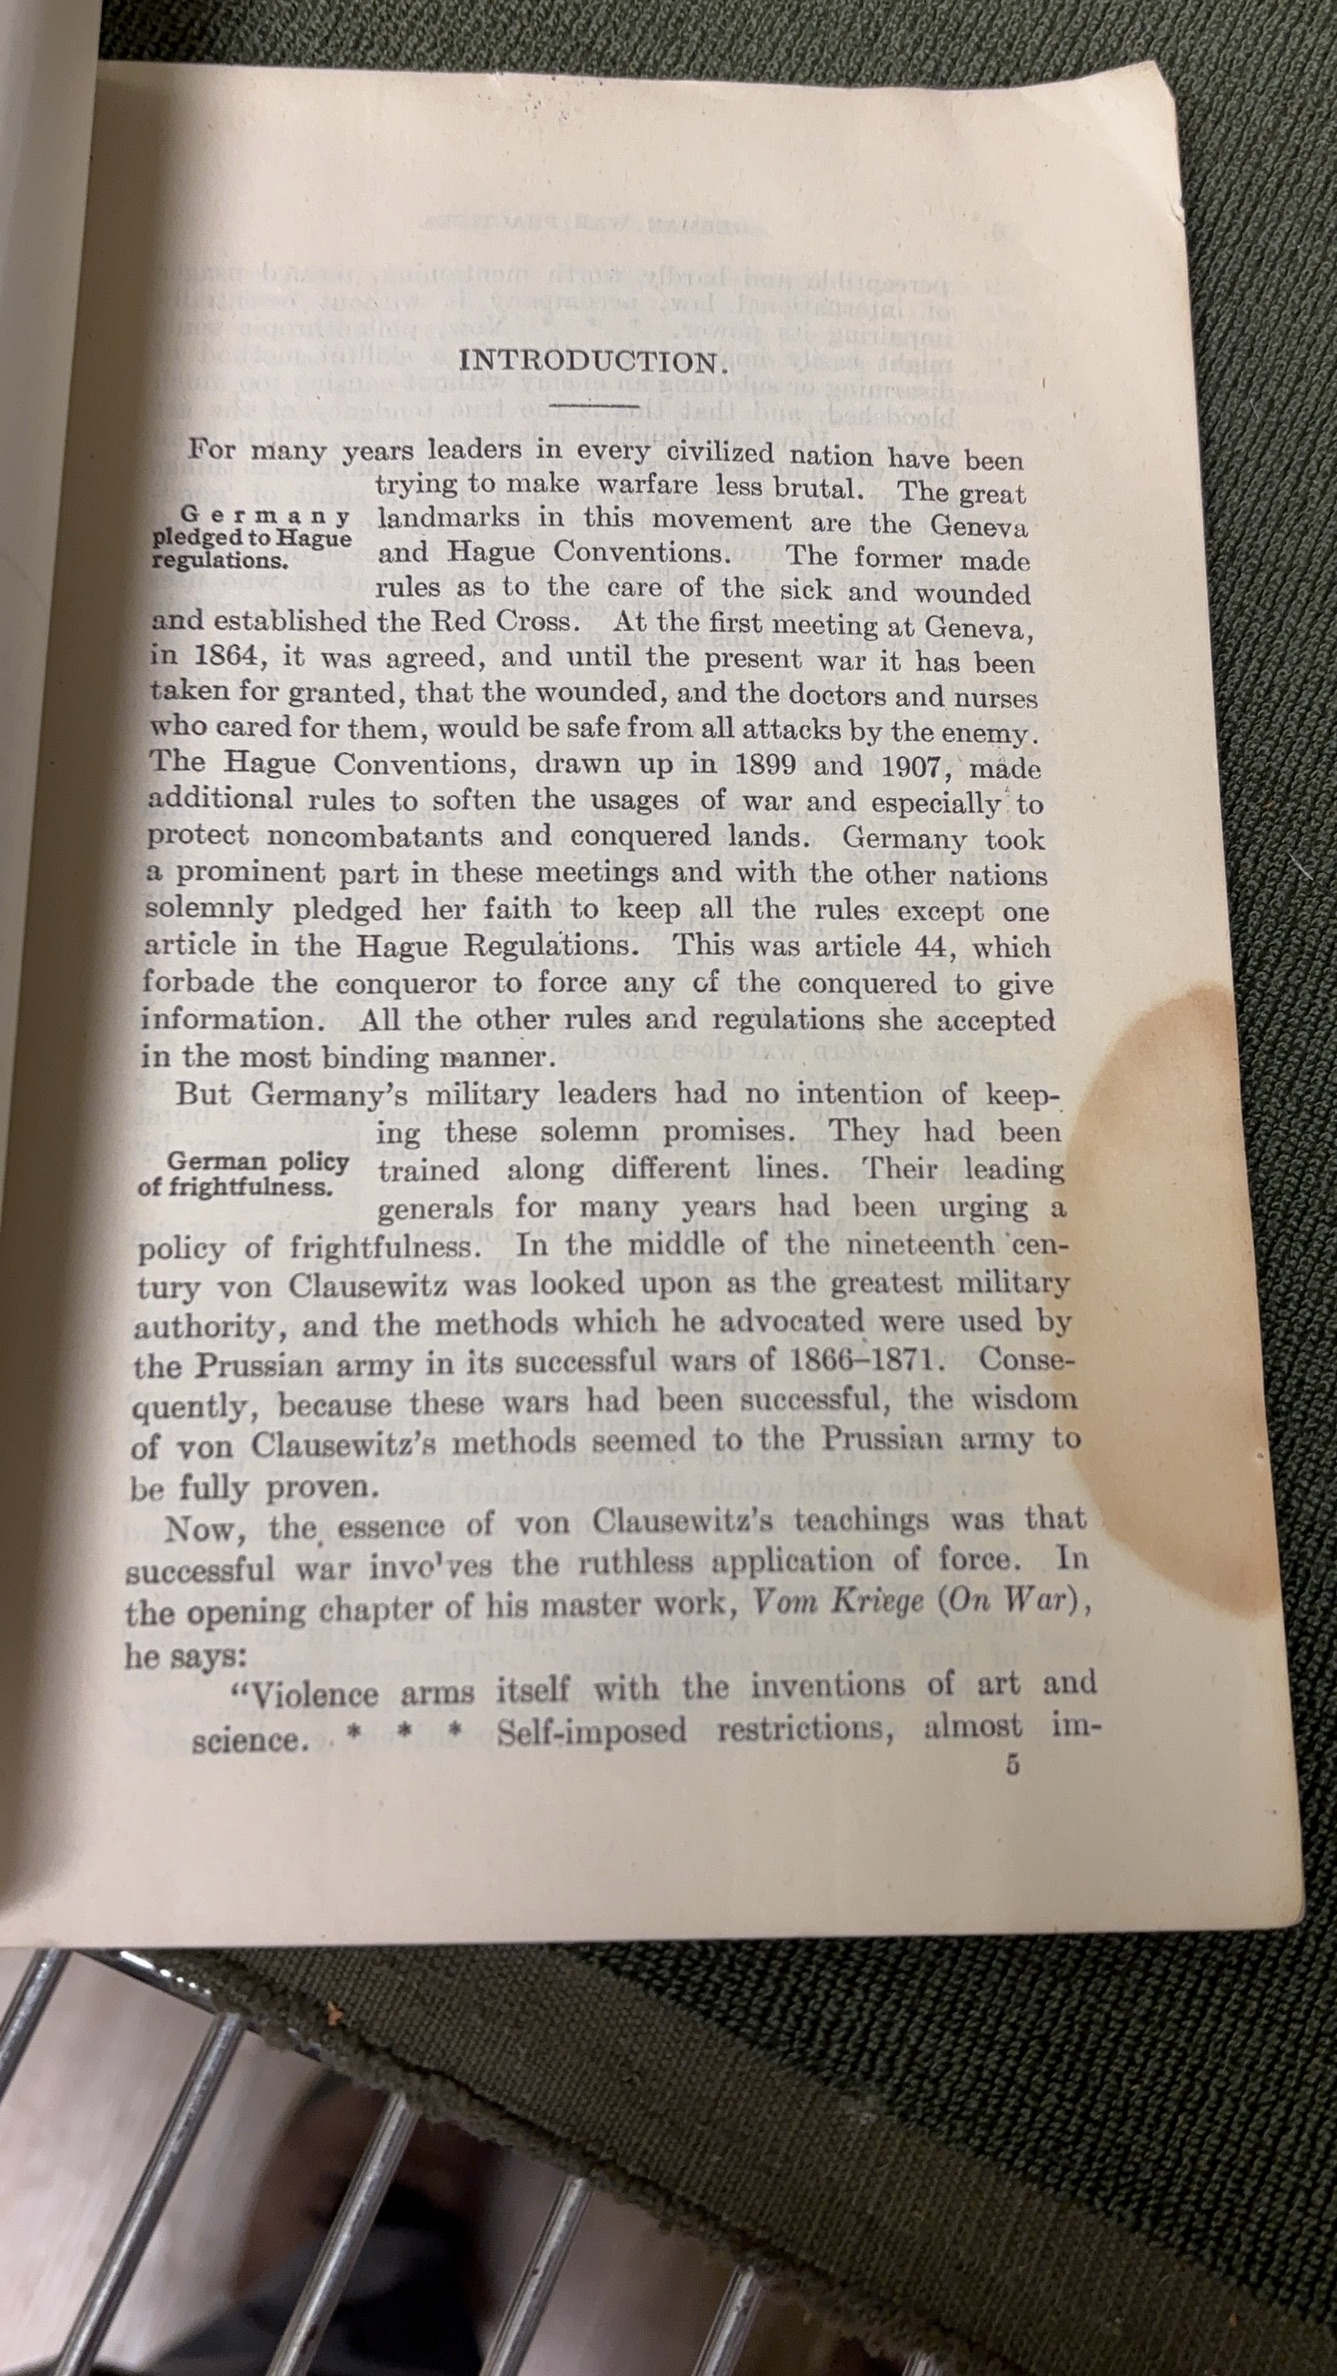 INTRODUCTION.
For many years leaders in every civilized nation have been
trying to make warfare less brutal. The great
Germany
pledged to Hague
regulations.
landmarks in this movement are the Geneva
and Hague Conventions. The former made
rules as to the care of the sick and wounded
and established the Red Cross. At the first meeting at Geneva,
in 1864, it was agreed, and until the present war it has been
taken for granted, that the wounded, and the doctors and nurses
who cared for them, would be safe from all attacks by the enemy.
The Hague Conventions, drawn up in 1899 and 1907, made
additional rules to soften the usages of war and especially to
protect noncombatants and conquered lands. Germany took
a prominent part in these meetings and with the other nations
solemnly pledged her faith to keep all the rules except one
article in the Hague Regulations. This was article 44, which
forbade the conqueror to force any of the conquered to give
information. All the other rules and regulations she accepted
in the most binding manner.
But Germany's military leaders had no intention of keep-
ing these solemn promises. They had been
German policy
of frightfulness.
trained along different lines. Their leading
generals for many years had been urging a
policy of frightfulness. In the middle of the nineteenth cen-
tury von Clausewitz was looked upon as the greatest military
authority, and the methods which he advocated were used by
the Prussian army in its successful wars of 1866–1871. Conse-
quently, because these wars had been successful, the wisdom
of von Clausewitz's methods seemed to the Prussian army to
be fully proven.
Now, the essence of von Clausewitz's teachings was that
successful war involves the ruthless application of force. In
the opening chapter of his master work, Vom Kriege (On War),
he says:
"Violence arms itself with the inventions of art and
science. * * * Self-imposed restrictions, almost im-
5